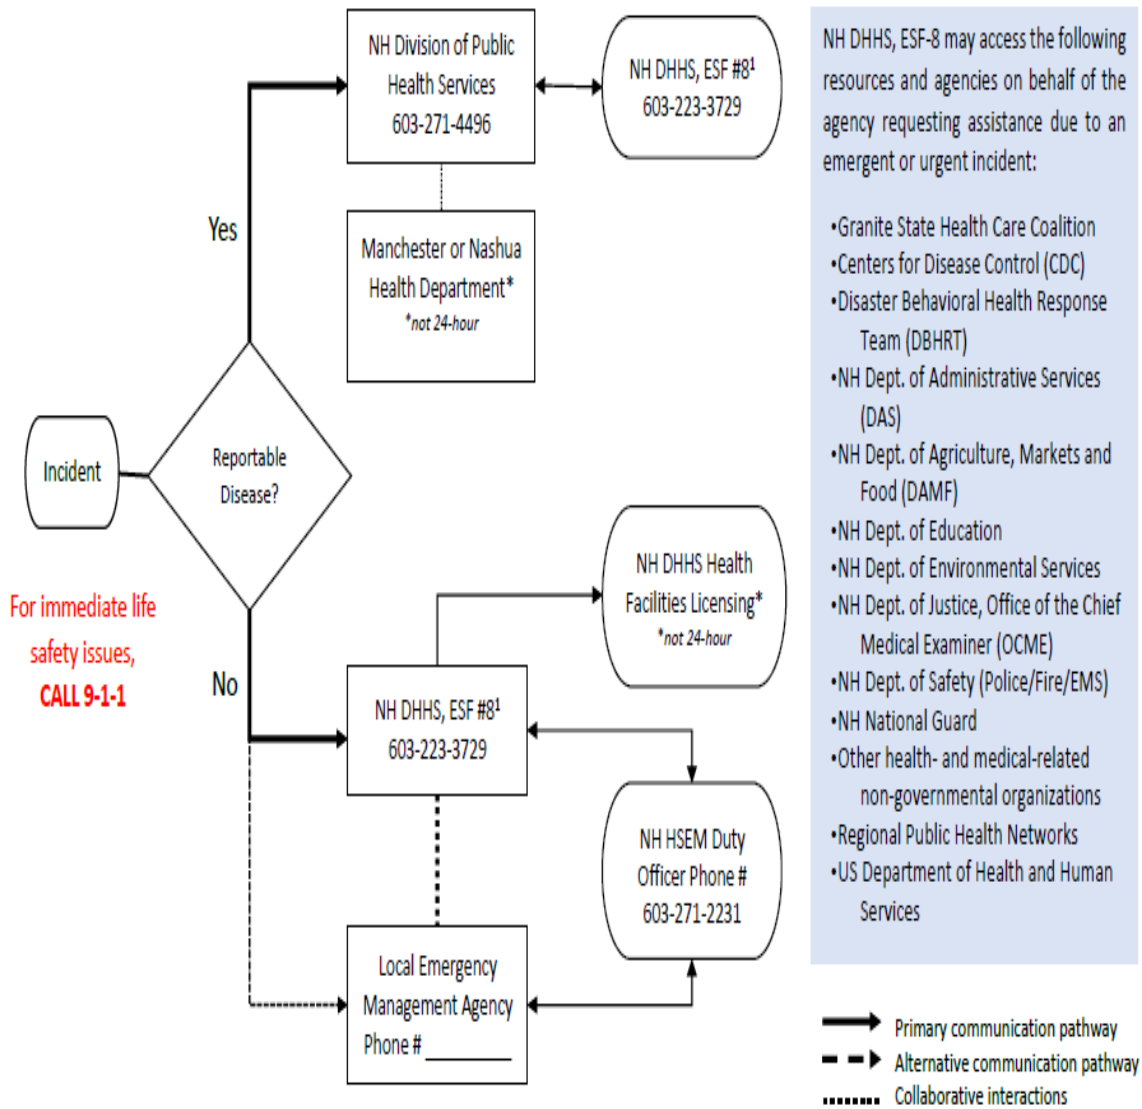 NH Division of Public
Health Services
603-271-4496
NH DHHS, ESF #8¹
603-223-3729
Yes
Manchester or Nashua
Health Department*
*not 24-hour
Incident
Reportable
Disease?
For immediate life
safety issues,
CALL 9-1-1
No
NH DHHS Health
Facilities Licensing*
*not 24-hour
NH DHHS, ESF #8¹
603-223-3729
NH HSEM Duty
Officer Phone #
603-271-2231
Local Emergency
Management Agency
Phone # _________
NH DHHS, ESF-8 may access the following
resources and agencies on behalf of the
agency requesting assistance due to an
emergent or urgent incident:
•Granite State Health Care Coalition
•Centers for Disease Control (CDC)
•Disaster Behavioral Health Response
Team (DBHRT)
•NH Dept. of Administrative Services
(DAS)
•NH Dept. of Agriculture, Markets and
Food (DAMF)
•NH Dept. of Education
•NH Dept. of Environmental Services
•NH Dept. of Justice, Office of the Chief
Medical Examiner (OCME)
•NH Dept. of Safety (Police/Fire/EMS)
•NH National Guard
•Other health- and medical-related
non-governmental organizations
•Regional Public Health Networks
•US Department of Health and Human
Services
Primary communication pathway
Alternative communication pathway
Collaborative interactions